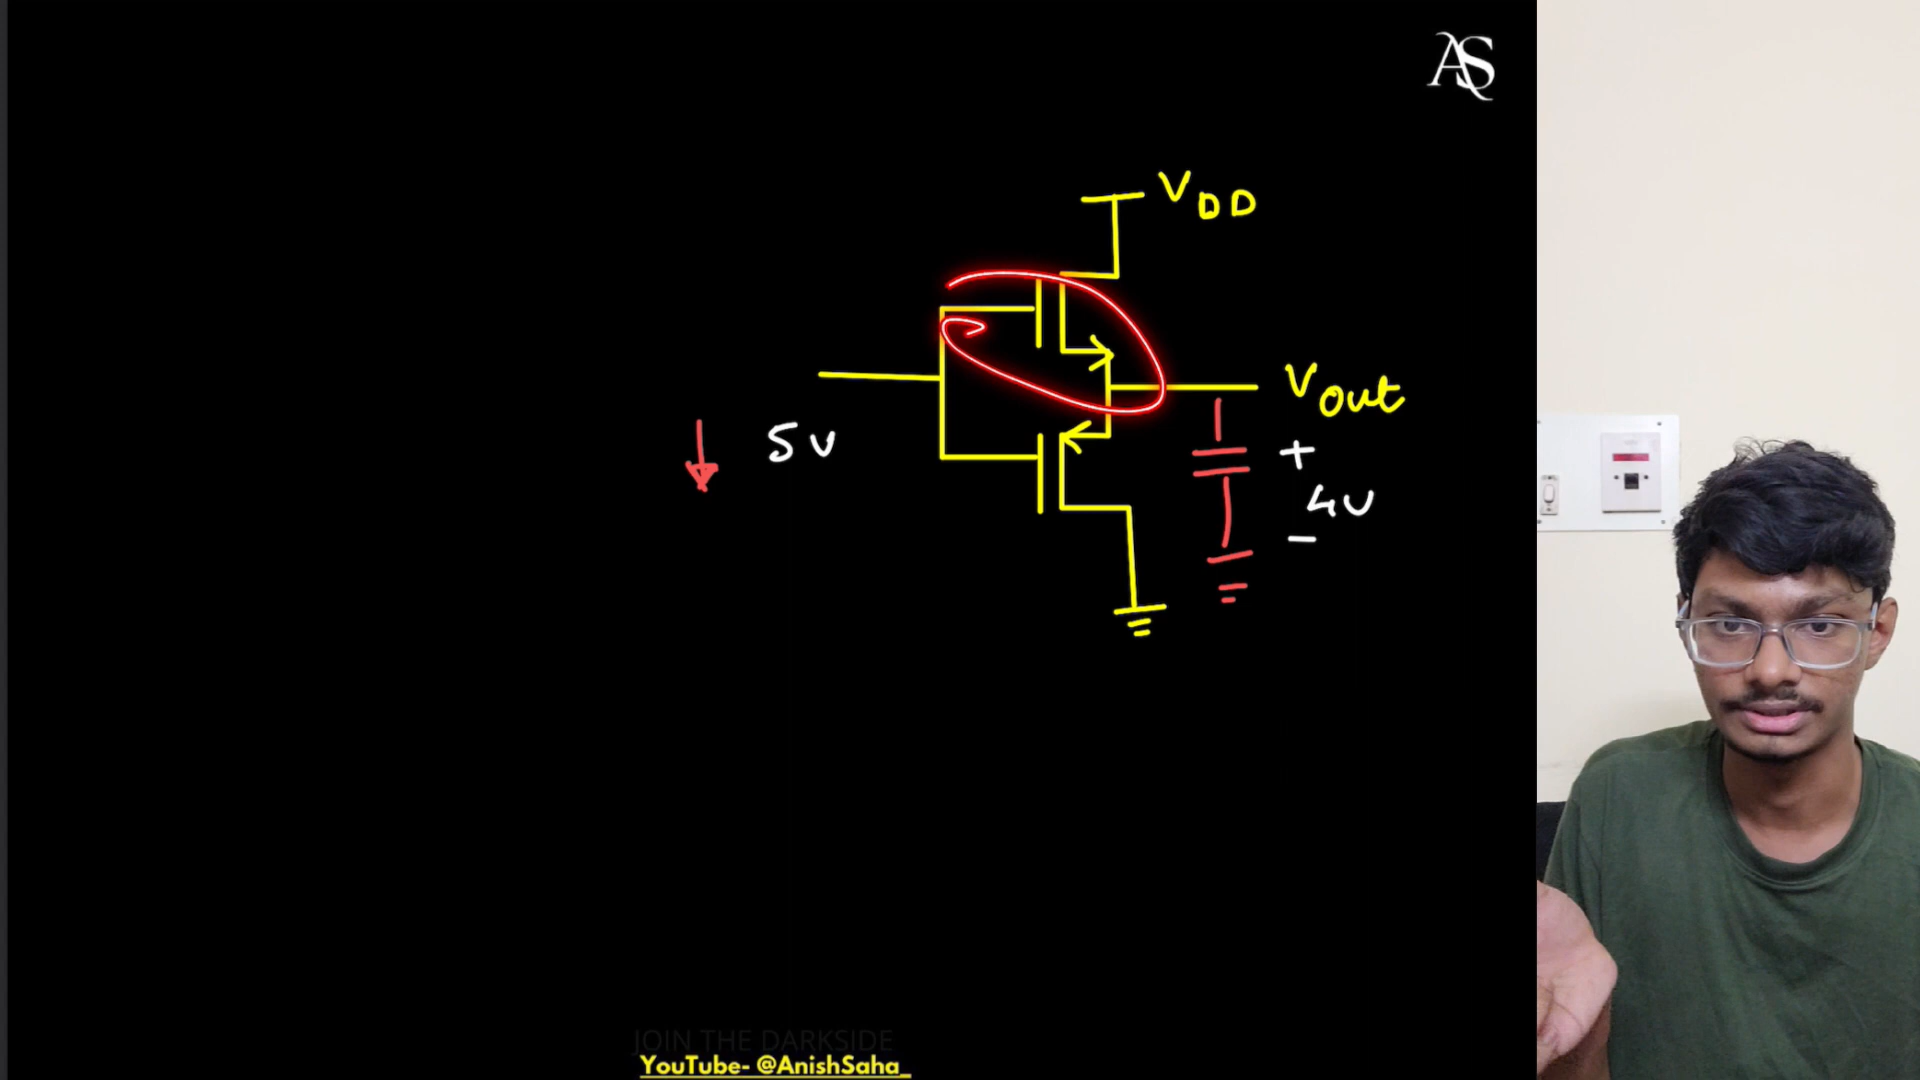 AS
VDD
Vout
5v
+
4v
−
JOIN THE DARKSIDE
YouTube- @AnishSaha_